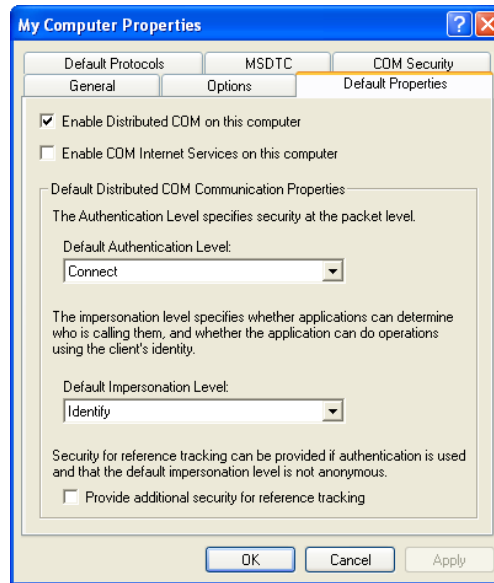 My Computer Properties
Default Protocols MSDTC COM Security
General Options Default Properties
Enable Distributed COM on this computer
Enable COM Internet Services on this computer
Default Distributed COM Communication Properties
The Authentication Level specifies security at the packet level.
Default Authentication Level:
Connect
The impersonation level specifies whether applications can determine
who is calling them, and whether the application can do operations
using the client's identity.
Default Impersonation Level:
Identify
Security for reference tracking can be provided if authentication is used
and that the default impersonation level is not anonymous.
Provide additional security for reference tracking
OK Cancel Apply